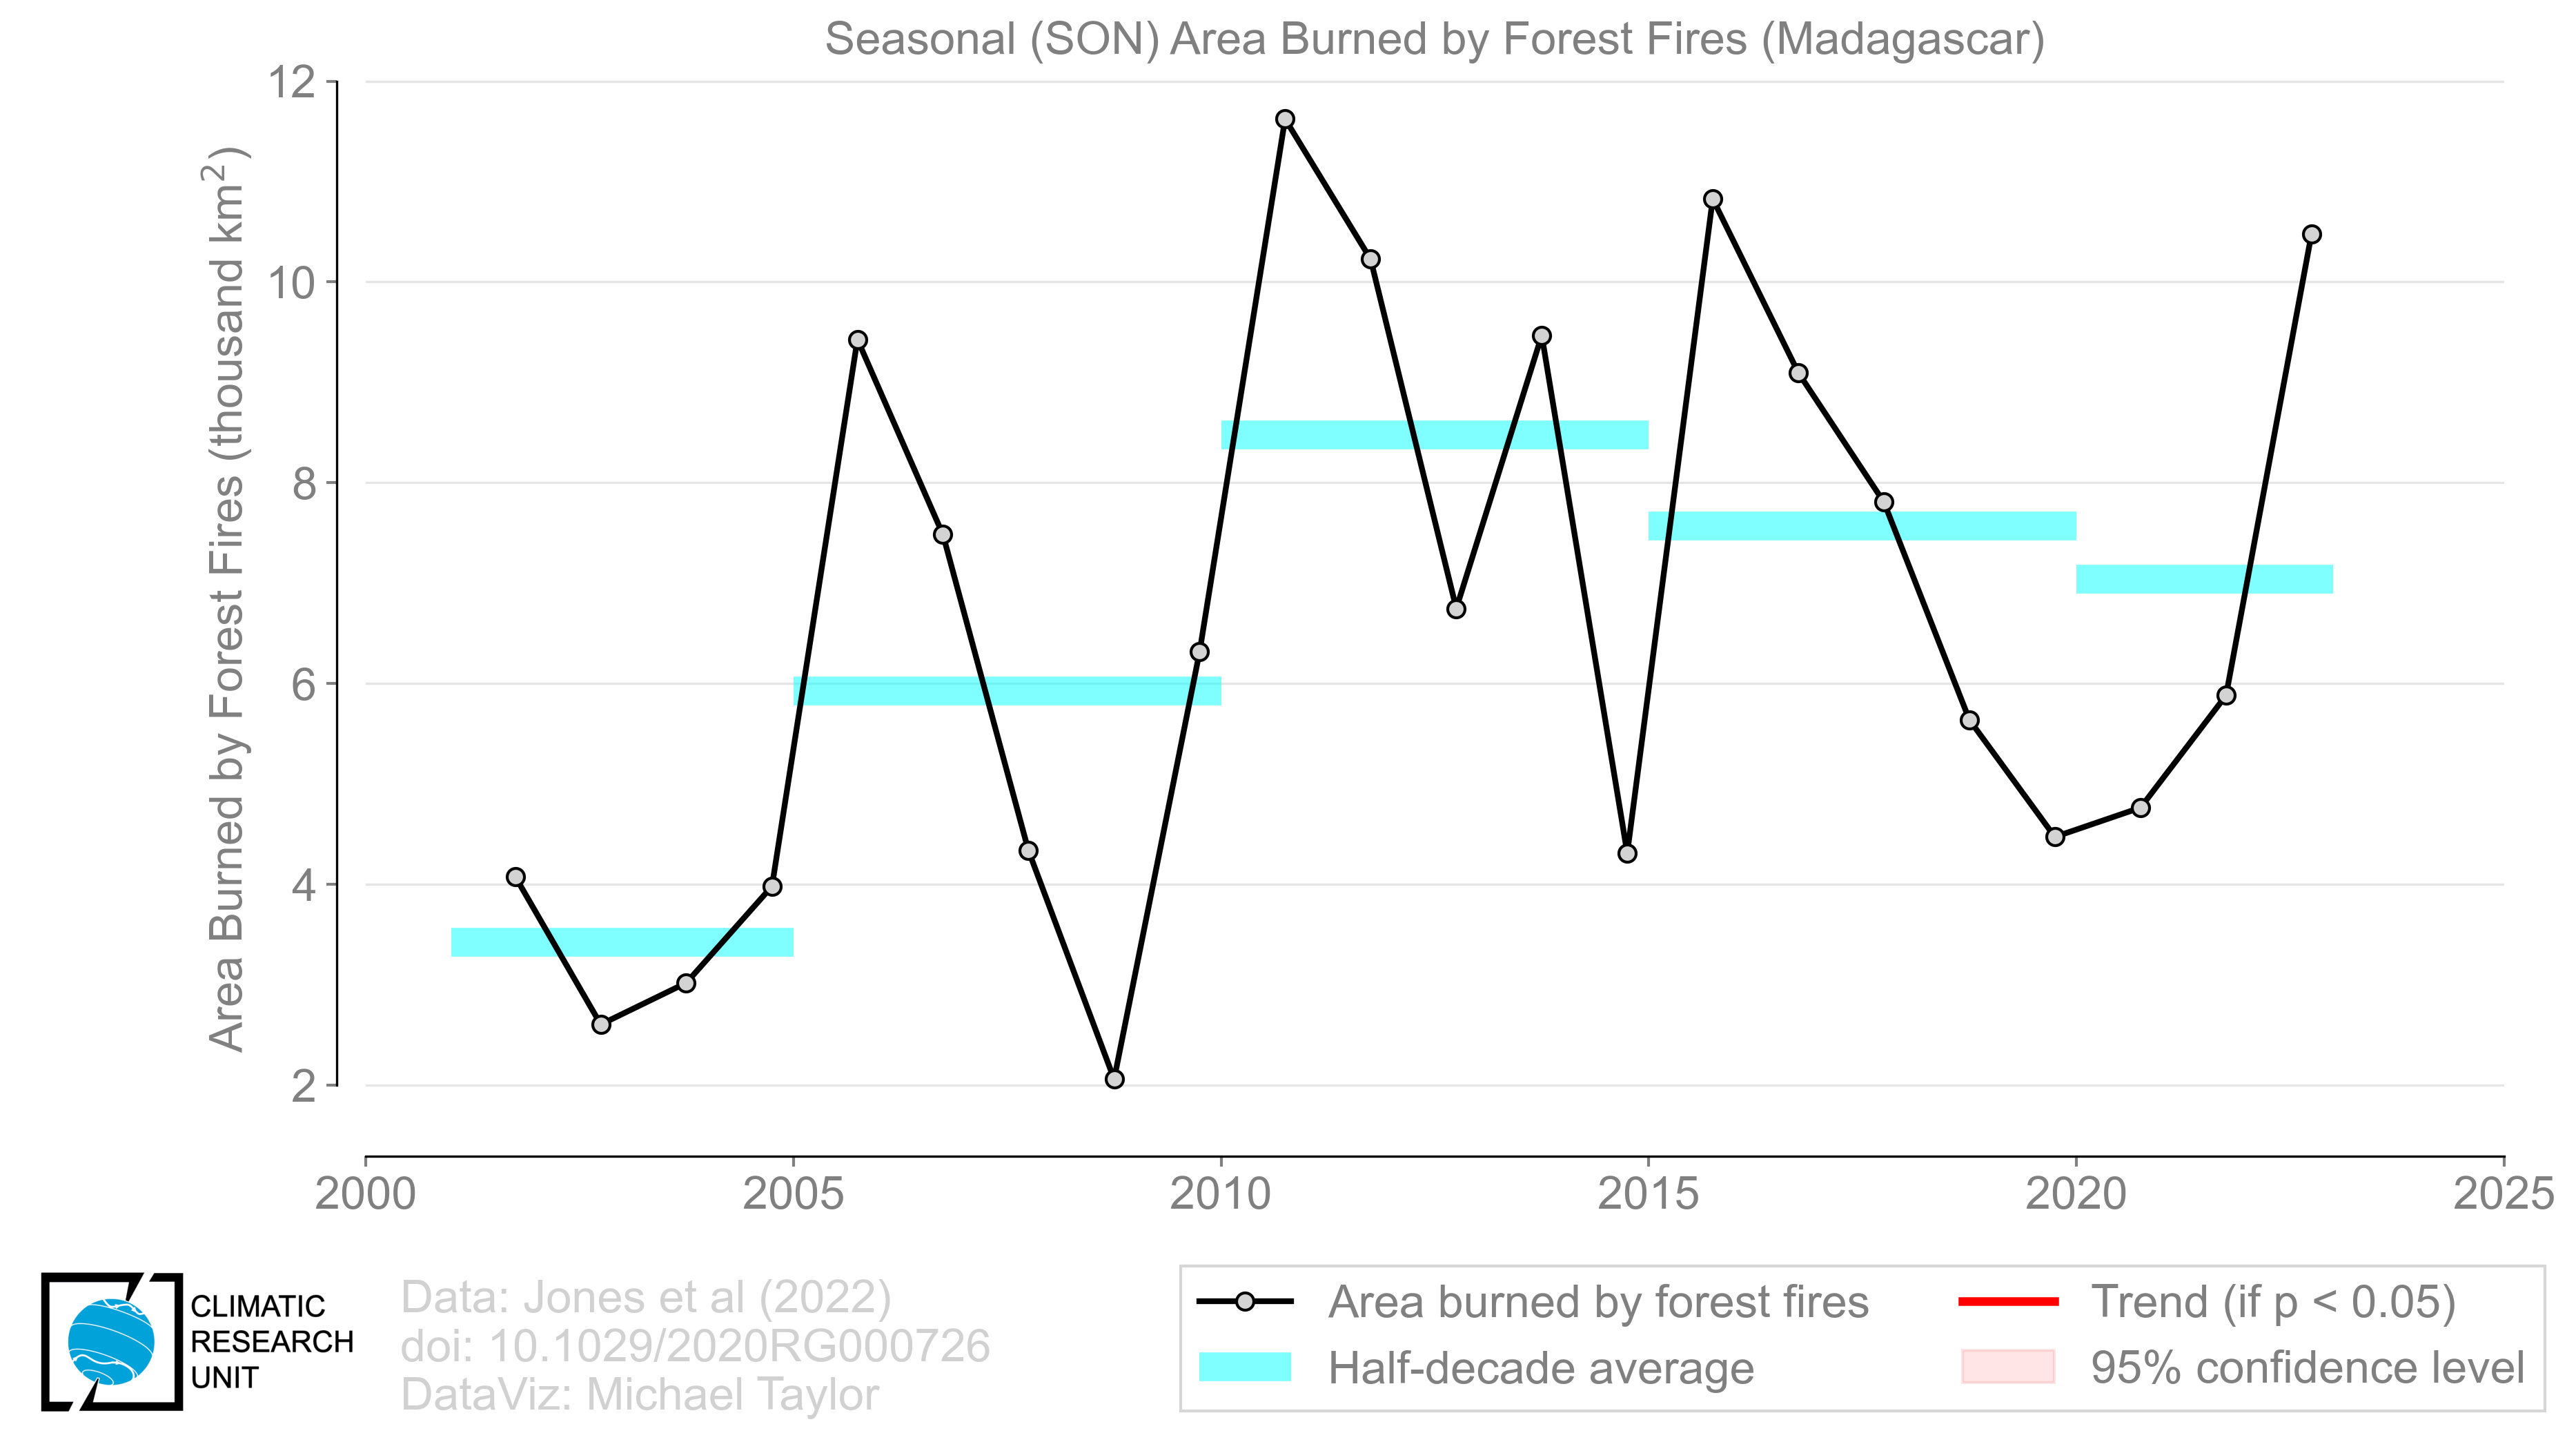 Seasonal (SON) Area Burned by Forest Fires (Madagascar)
Area Burned by Forest Fires (thousand km²)
12
10
8
6
4
2
2000 2005 2010 2015 2020 2025
CLIMATIC
RESEARCH
UNIT
Data: Jones et al (2022)
doi: 10.1029/2020RG000726
DataViz: Michael Taylor
Area burned by forest fires
Half-decade average
Trend (if p < 0.05)
95% confidence level